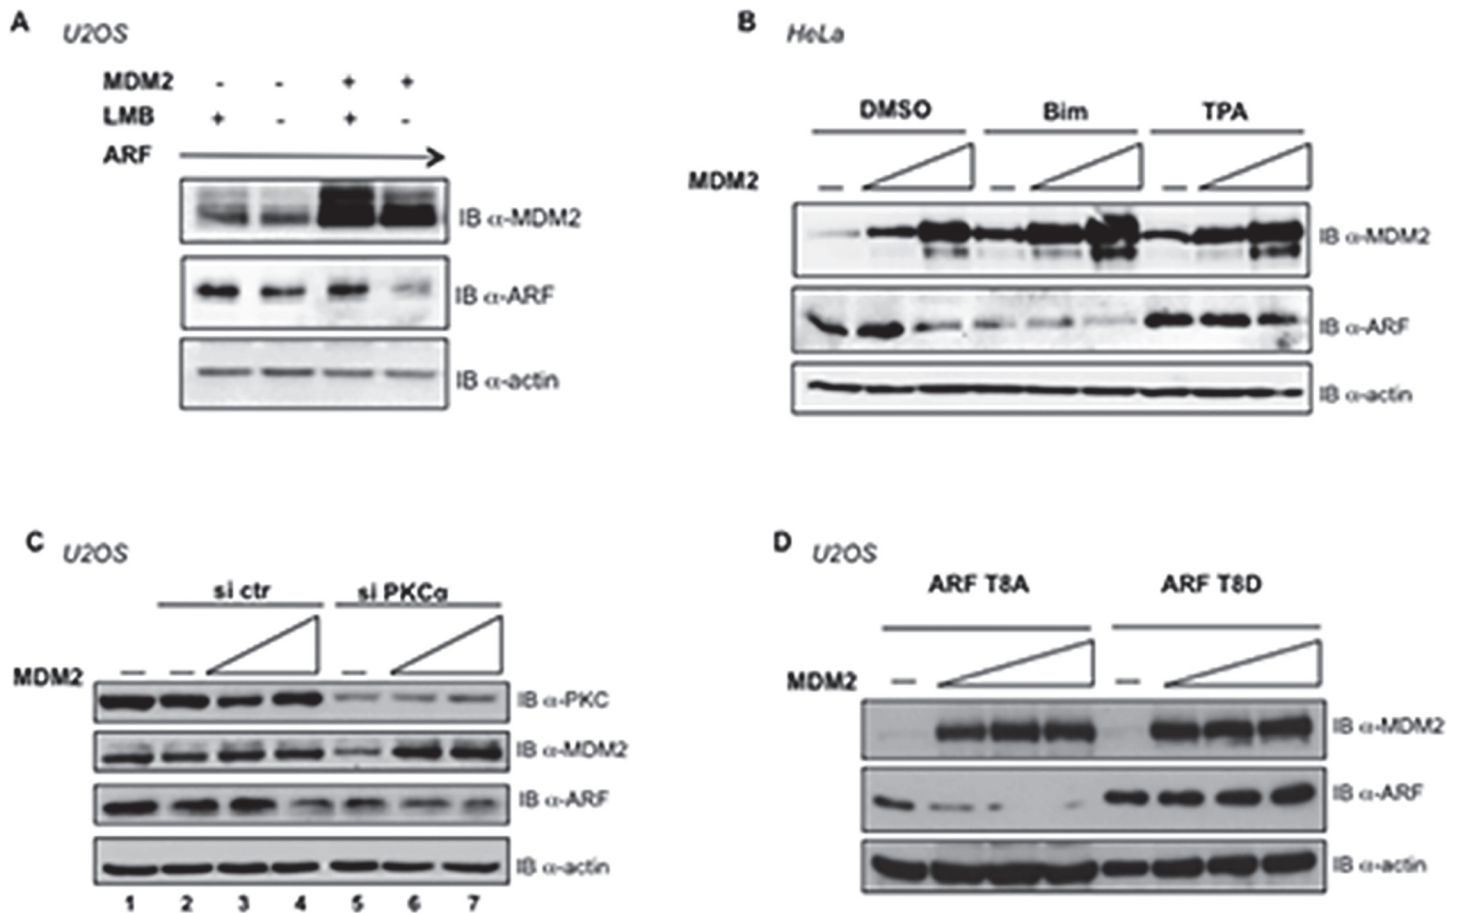 A U2OS
MDM2 - - + +
LMB + - + -
ARF
IB α-MDM2
IB α-ARF
IB α-actin
B HeLa
DMSO Bim TPA
MDM2 — — —
IB α-MDM2
IB α-ARF
IB α-actin
C U2OS
si ctr si PKCα
MDM2 — — —
IB α-PKC
IB α-MDM2
IB α-ARF
IB α-actin
1 2 3 4 5 6 7
D U2OS
ARF T8A ARF T8D
MDM2 — —
IB α-MDM2
IB α-ARF
IB α-actin